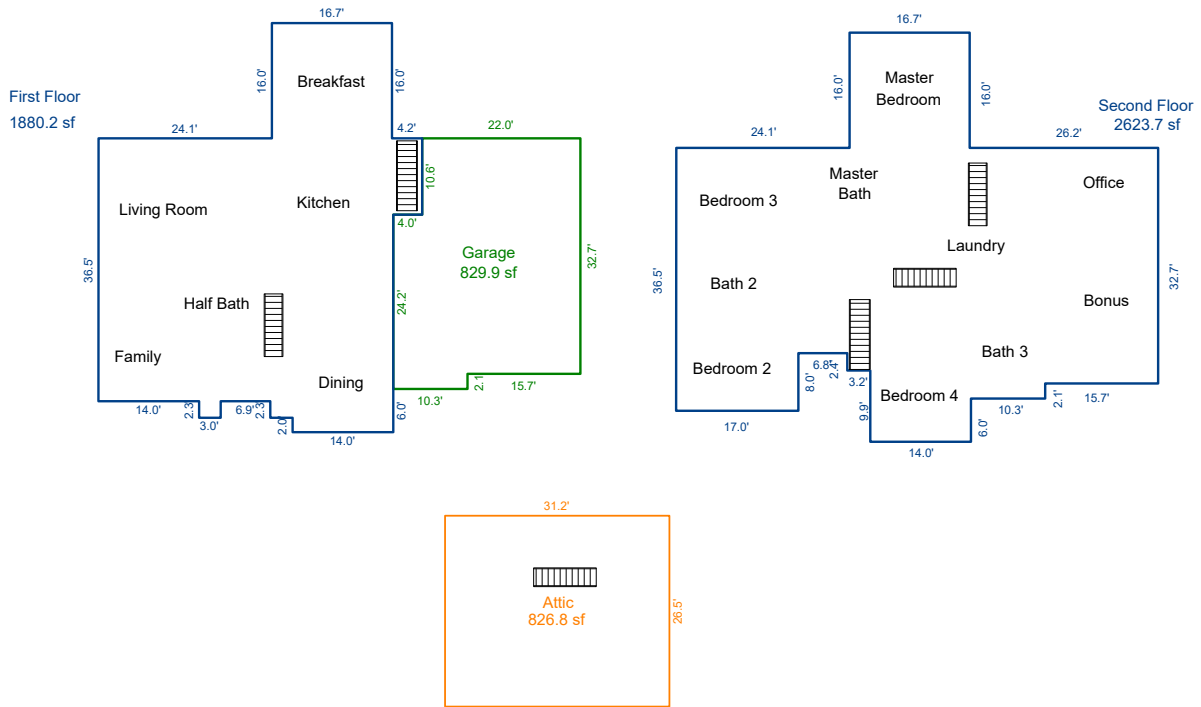 16.7'
16.0'
Breakfast
16.0'
First Floor
1880.2 sf
24.1'
4.2'
22.0'
10.6'
Living Room
Kitchen
4.0'
Garage
829.9 sf
36.5'
32.7'
24.2'
Half Bath
Family
Dining
2.1'
15.7'
10.3'
14.0'
2.3'
3.0'
6.9'
2.3'
2.0'
6.0'
14.0'
16.7'
16.0'
Master
Bedroom
16.0'
Second Floor
2623.7 sf
24.1'
26.2'
Master
Bath
Office
Bedroom 3
Laundry
36.5'
Bath 2
32.7'
Bonus
Bath 3
Bedroom 2
6.8'
2.4'
8.0'
3.2'
Bedroom 4
9.9'
17.0'
14.0'
6.0'
10.3'
2.1'
15.7'
31.2'
Attic
826.8 sf
26.5'